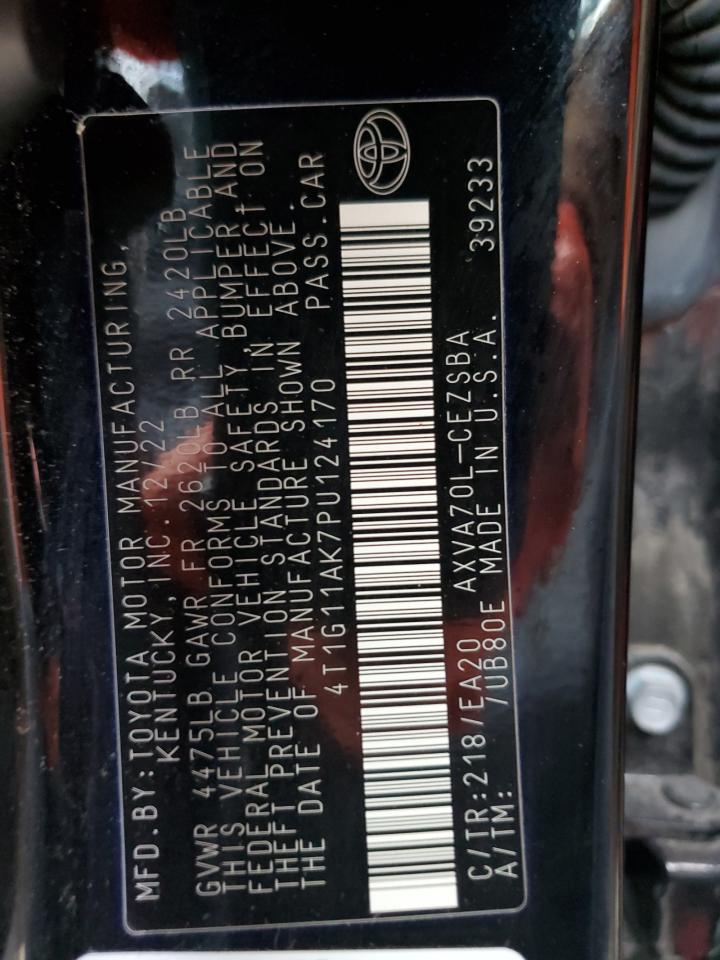 MFD.BY:TOYOTA MOTOR MANUFACTURING,
KENTUCKY, INC. 12/22
GVWR 4475LB GAWR FR 2620LB RR 2420LB
THIS VEHICLE CONFORMS TO ALL APPLICABLE
FEDERAL MOTOR VEHICLE SAFETY, BUMPER AND
THEFT PREVENTION STANDARDS IN EFFECT ON
THE DATE OF MANUFACTURE SHOWN ABOVE.
4T1G11AK7PU124170 PASS.CAR
C/TR:218/EA20 AXVA70L-CEZSBA
A/TM: /UB80E MADE IN U.S.A. 39233